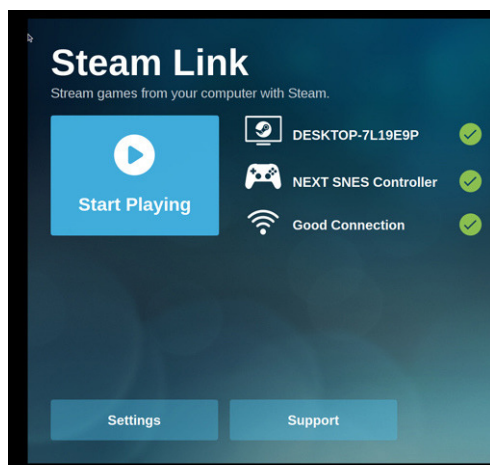 Steam Link
Stream games from your computer with Steam.
Start Playing
DESKTOP-7L19E9P
NEXT SNES Controller
Good Connection
Settings
Support